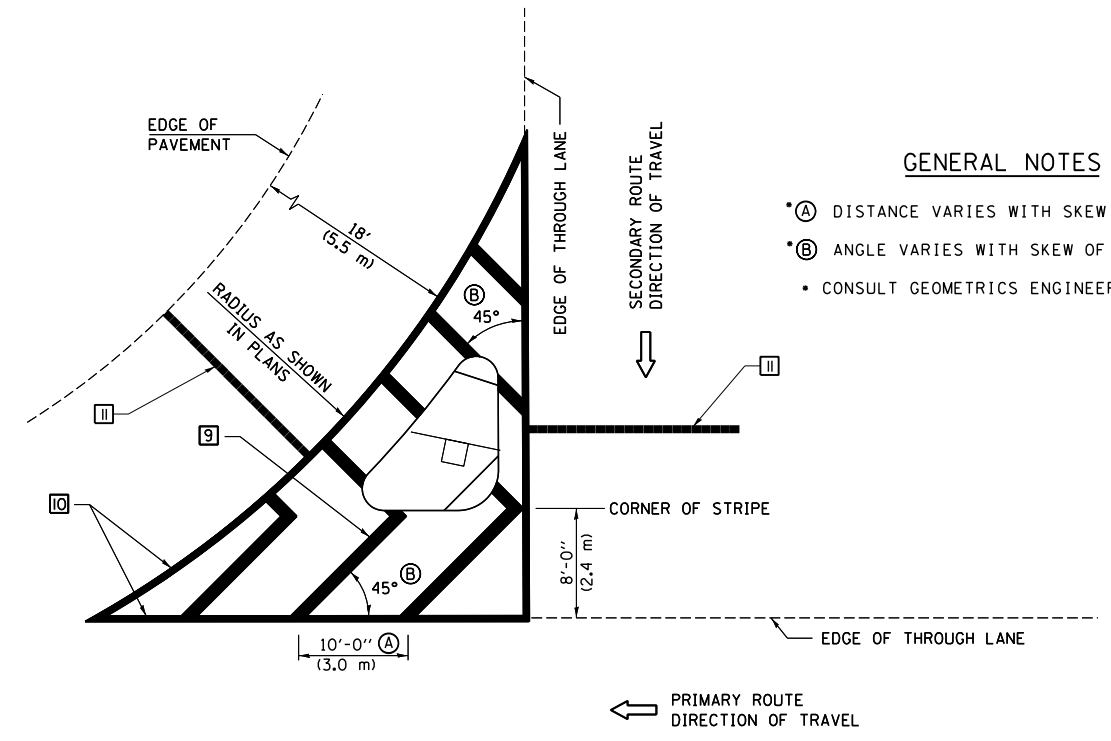 EDGE OF
PAVEMENT
18'
(5.5 m)
RADIUS AS SHOWN
IN PLANS
EDGE OF THROUGH LANE
SECONDARY ROUTE
DIRECTION OF TRAVEL
GENERAL NOTES
* Ⓐ DISTANCE VARIES WITH SKEW
* Ⓑ ANGLE VARIES WITH SKEW OF
* CONSULT GEOMETRICS ENGINEER
Ⓑ
45°
11
11
9
10
CORNER OF STRIPE
8'-0"
(2.4 m)
45° Ⓑ
10'-0" Ⓐ
(3.0 m)
EDGE OF THROUGH LANE
PRIMARY ROUTE
DIRECTION OF TRAVEL